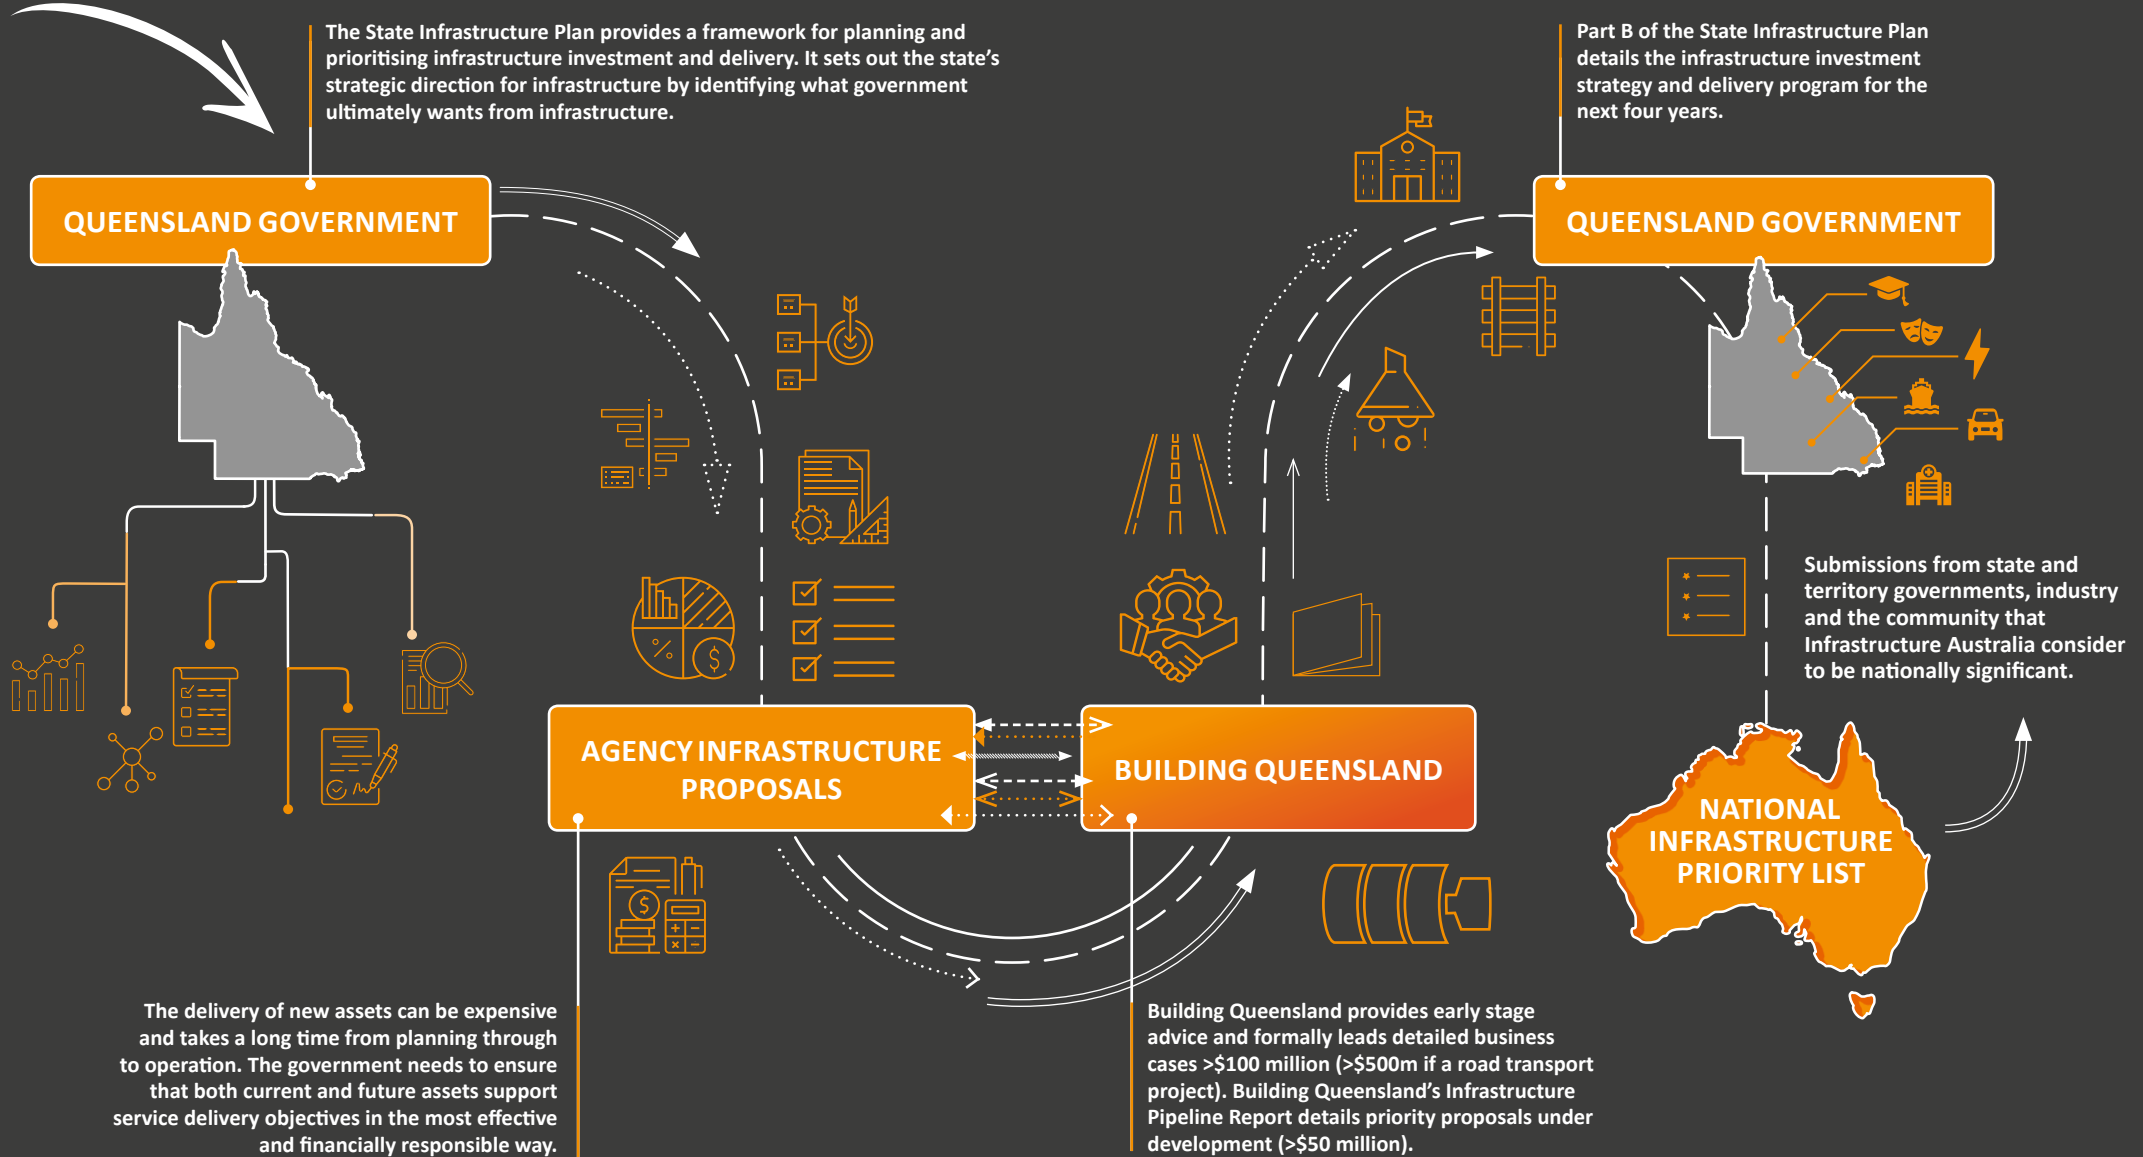 The State Infrastructure Plan provides a framework for planning and
prioritising infrastructure investment and delivery. It sets out the state's
strategic direction for infrastructure by identifying what government
ultimately wants from infrastructure.
Part B of the State Infrastructure Plan
details the infrastructure investment
strategy and delivery program for the
next four years.
QUEENSLAND GOVERNMENT
QUEENSLAND GOVERNMENT
Submissions from state and
territory governments, industry
and the community that
Infrastructure Australia consider
to be nationally significant.
%
$
AGENCY INFRASTRUCTURE
PROPOSALS
BUILDING QUEENSLAND
NATIONAL
INFRASTRUCTURE
PRIORITY LIST
$
The delivery of new assets can be expensive
and takes a long time from planning through
to operation. The government needs to ensure
that both current and future assets support
service delivery objectives in the most effective
and financially responsible way.
Building Queensland provides early stage
advice and formally leads detailed business
cases >$100 million (>$500m if a road transport
project). Building Queensland's Infrastructure
Pipeline Report details priority proposals under
development (>$50 million).